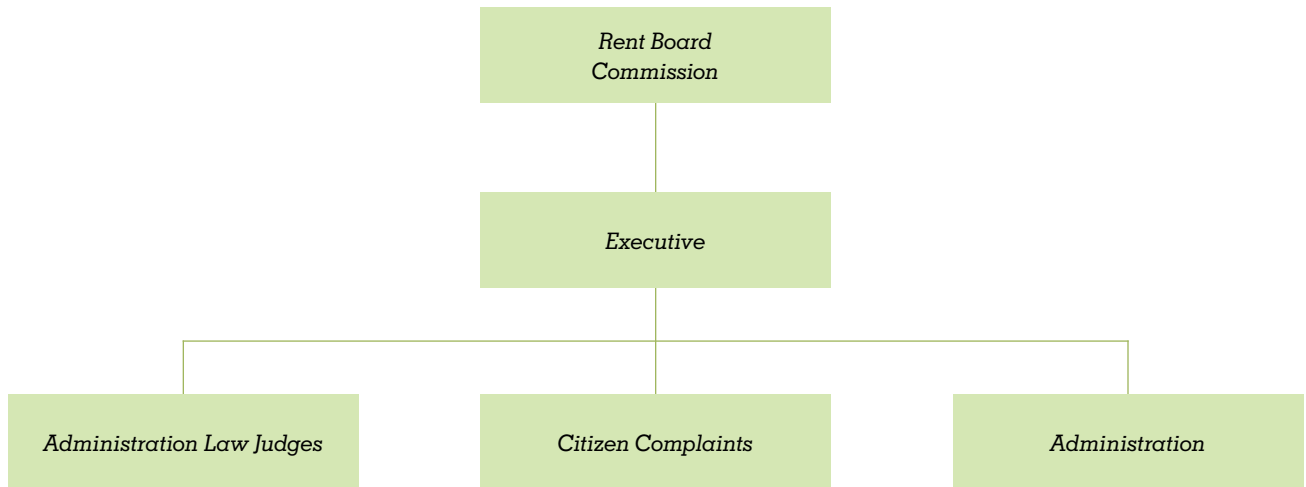 Rent Board
Commission
Executive
Administration Law Judges
Citizen Complaints
Administration